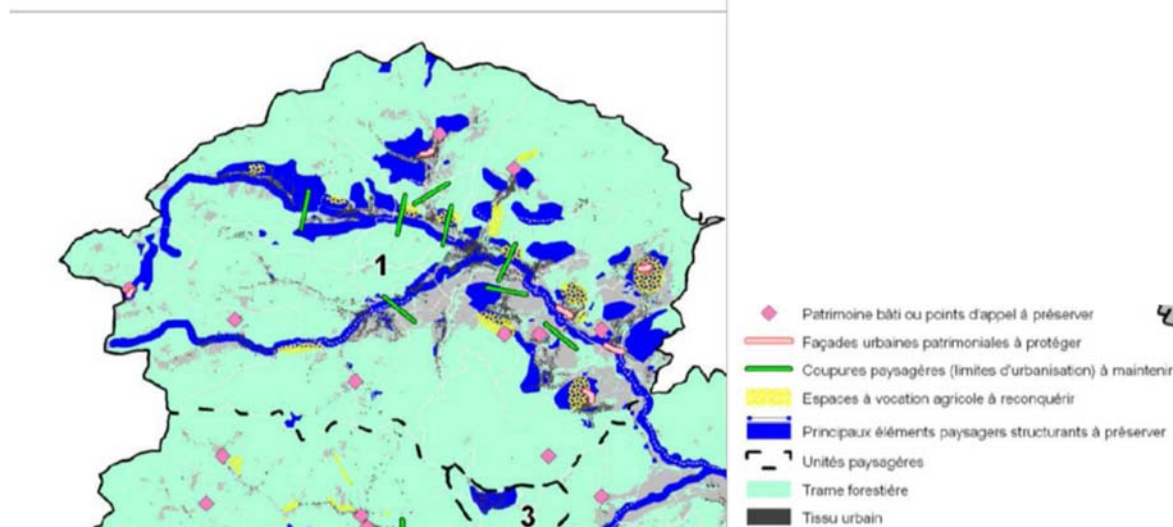 1
3
Patrimoine bâti ou points d'appel à préserver
Façades urbaines patrimoniales à protéger
Coupures paysagères (limites d'urbanisation) à maintenir
Espaces à vocation agricole à reconquérir
Principaux éléments paysagers structurants à préserver
Unités paysagères
Trame forestière
Tissu urbain